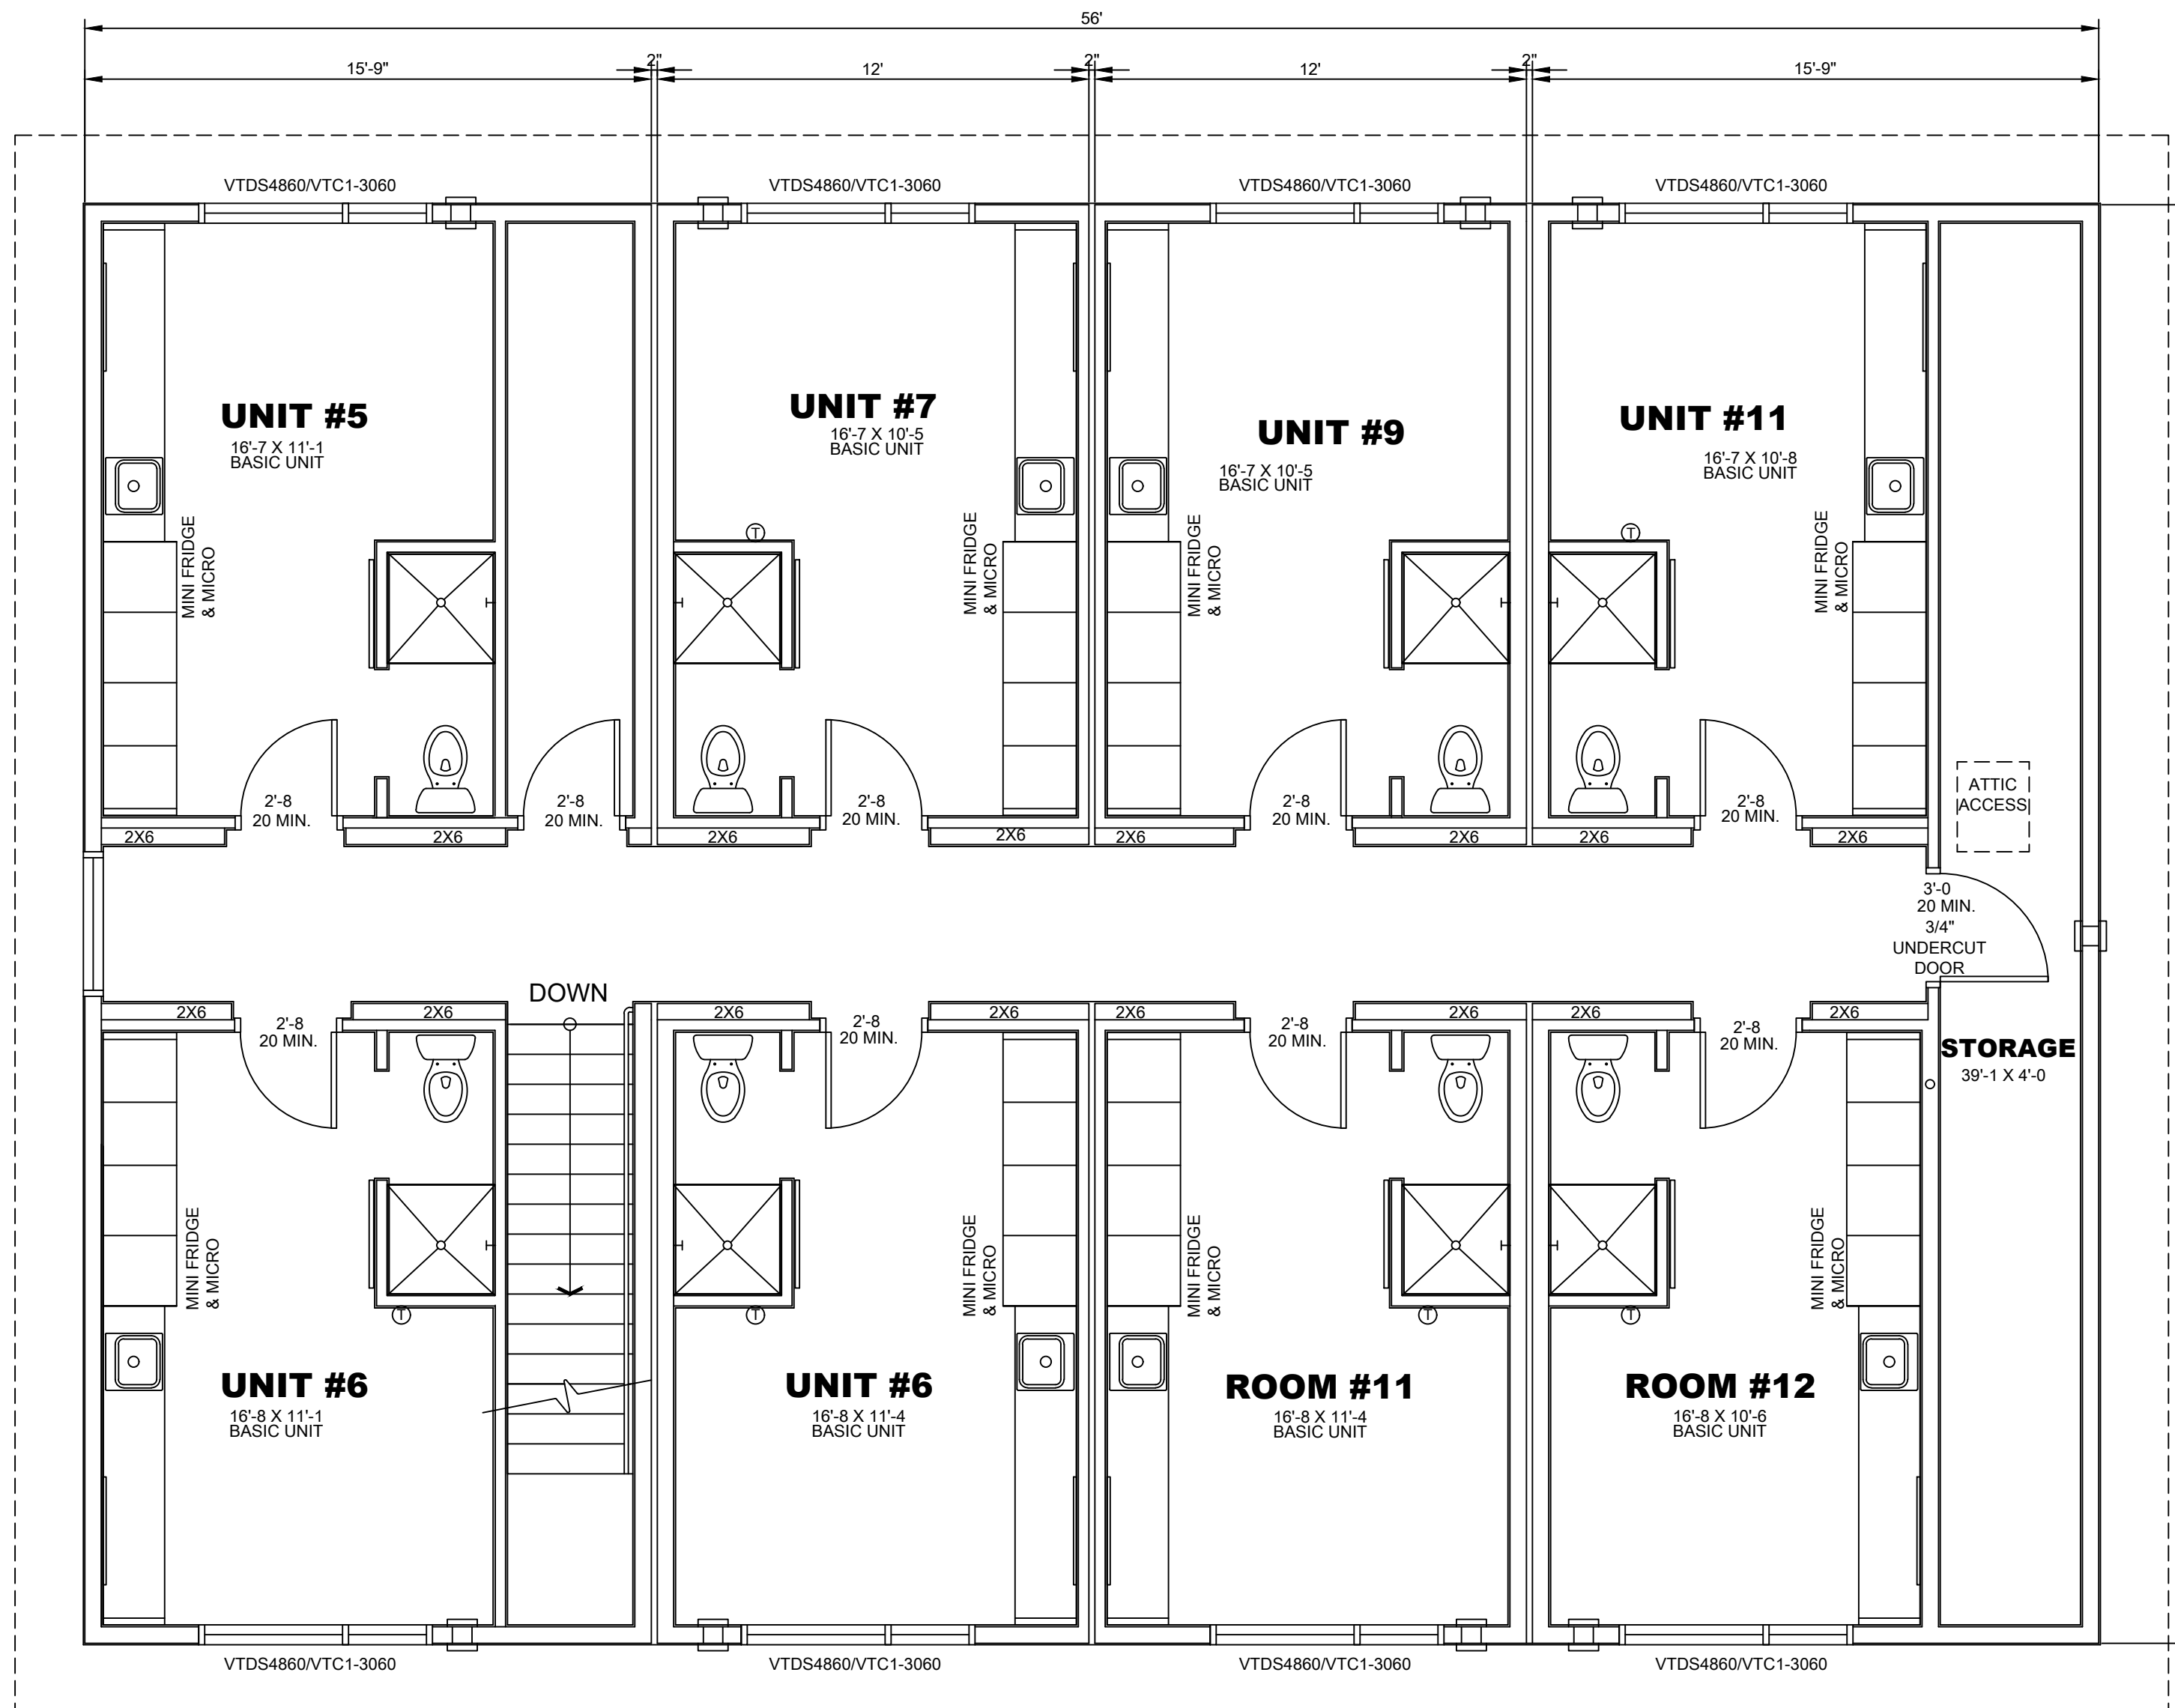 56'
15'-9"
2"
12'
2"
12'
2"
15'-9"
VTDS4860/VTC1-3060
VTDS4860/VTC1-3060
VTDS4860/VTC1-3060
VTDS4860/VTC1-3060
UNIT #5
16'-7 X 11'-1
BASIC UNIT
MINI FRIDGE
& MICRO
UNIT #7
16'-7 X 10'-5
BASIC UNIT
T
MINI FRIDGE
& MICRO
UNIT #9
16'-7 X 10'-5
BASIC UNIT
MINI FRIDGE
& MICRO
UNIT #11
16'-7 X 10'-8
BASIC UNIT
T
MINI FRIDGE
& MICRO
2'-8
20 MIN.
2'-8
20 MIN.
2'-8
20 MIN.
2'-8
20 MIN.
2'-8
20 MIN.
ATTIC
ACCESS
2X6
2X6
2X6
2X6
2X6
2X6
2X6
2X6
3'-0
20 MIN.
3/4"
UNDERCUT
DOOR
DOWN
2X6
2X6
2X6
2X6
2X6
2X6
2X6
2X6
2'-8
20 MIN.
2'-8
20 MIN.
2'-8
20 MIN.
2'-8
20 MIN.
STORAGE
39'-1 X 4'-0
MINI FRIDGE
& MICRO
T
UNIT #6
16'-8 X 11'-1
BASIC UNIT
MINI FRIDGE
& MICRO
T
UNIT #6
16'-8 X 11'-4
BASIC UNIT
MINI FRIDGE
& MICRO
T
ROOM #11
16'-8 X 11'-4
BASIC UNIT
MINI FRIDGE
& MICRO
T
ROOM #12
16'-8 X 10'-6
BASIC UNIT
VTDS4860/VTC1-3060
VTDS4860/VTC1-3060
VTDS4860/VTC1-3060
VTDS4860/VTC1-3060